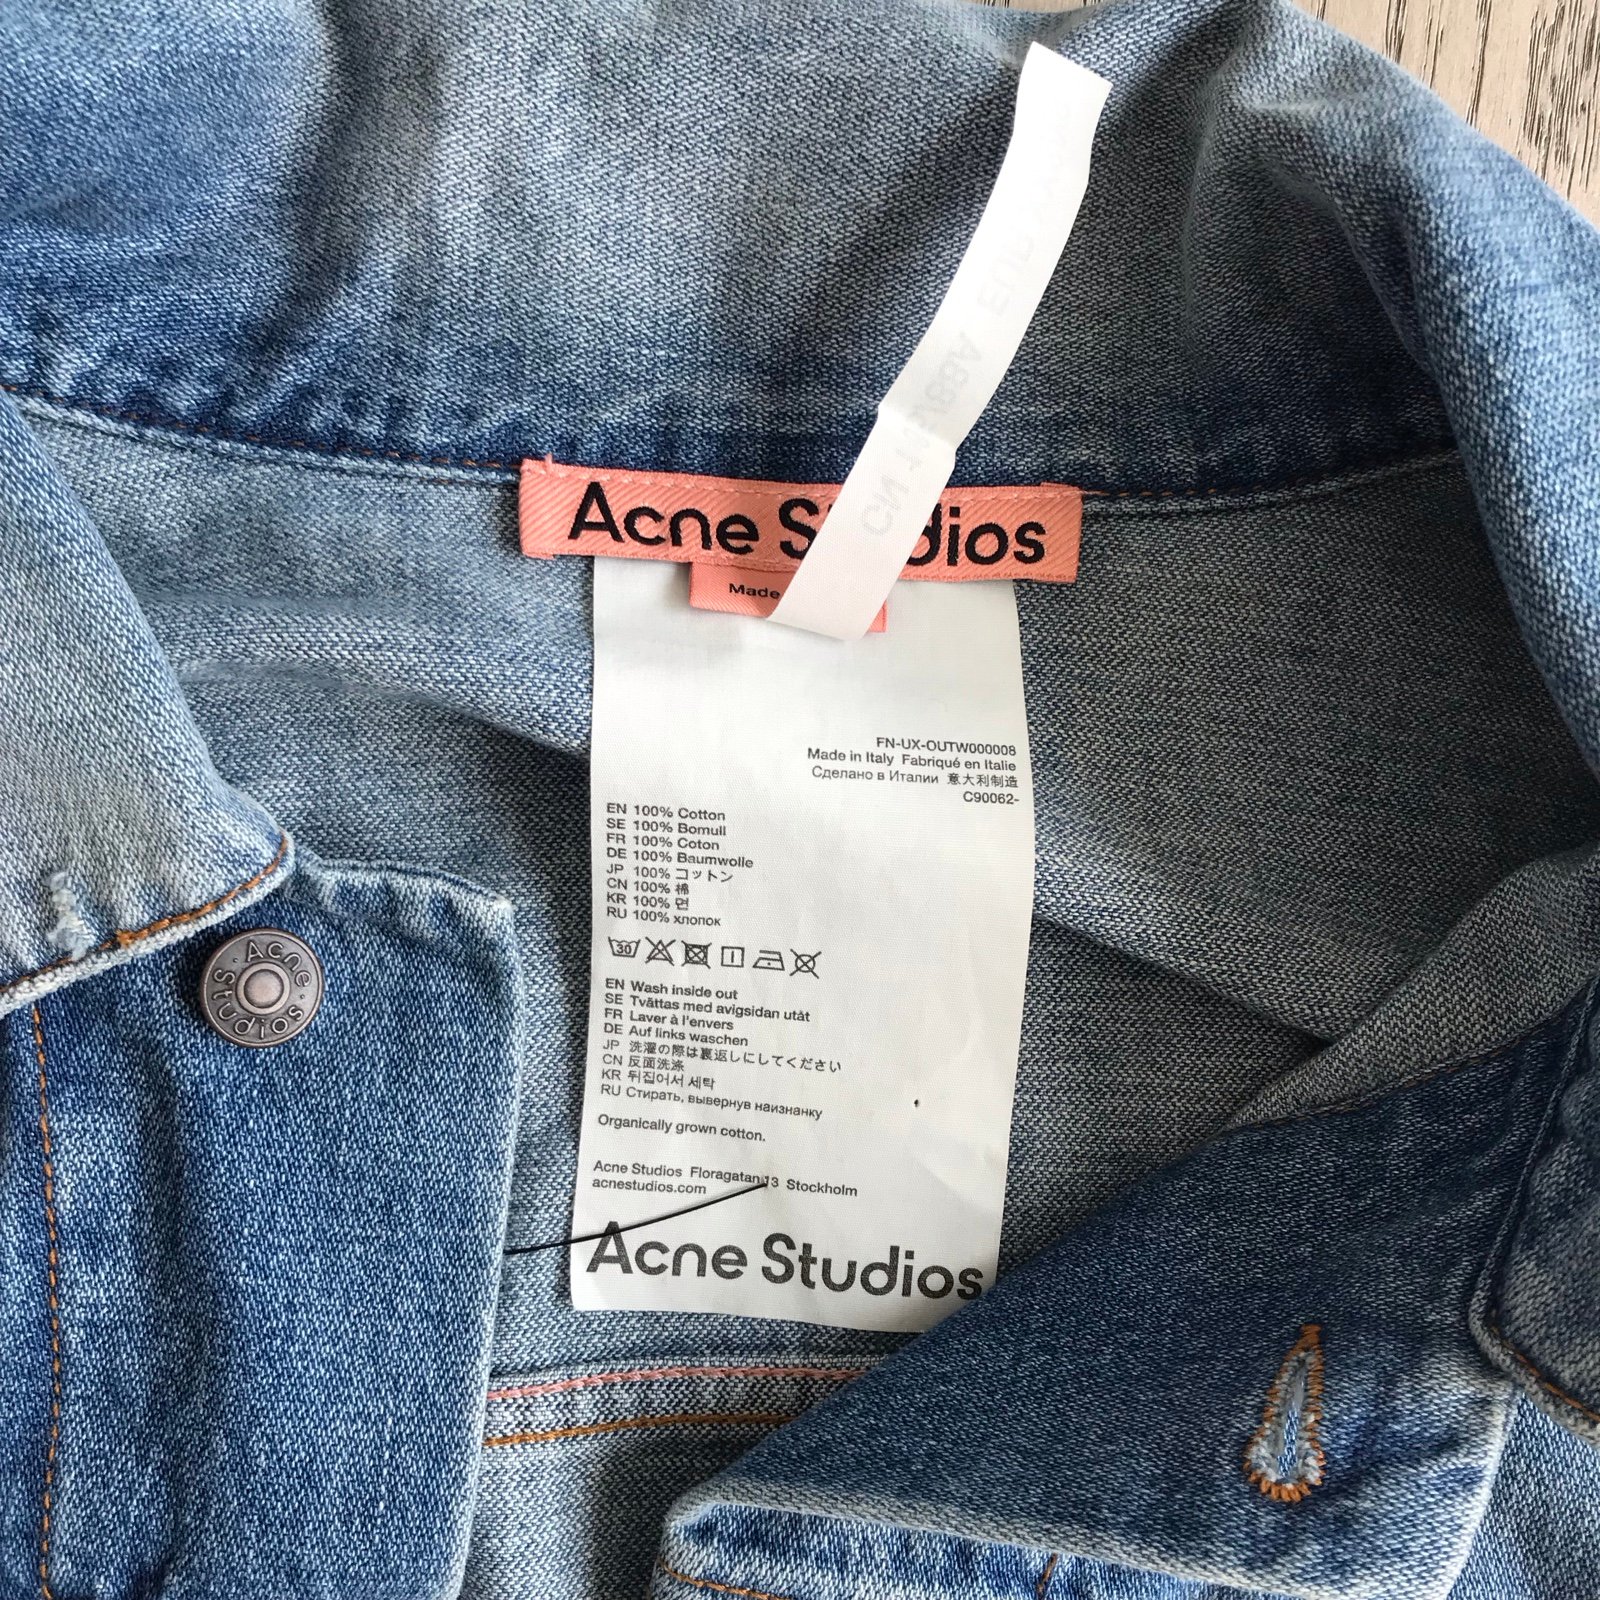 Acne Studios
Made
FN-UX-OUTW000008
Made in Italy Fabriqué en Italie
Сделано в Италии 意大利制造
C90062-
EN 100% Cotton
SE 100% Bomull
FR 100% Coton
DE 100% Baumwolle
JP 100% コットン
CN 100% 棉
KR 100% 면
RU 100% хлопок
30
EN Wash inside out
SE Tvättas med avigsidan utåt
FR Laver à l'envers
DE Auf links waschen
JP 洗濯の際は裏返しにしてください
CN 反面洗涤
KR 뒤집어서 세탁
RU Стирать, вывернув наизнанку
Organically grown cotton.
Acne Studios Floragatan 13 Stockholm
acnestudios.com
Acne Studios
Acne Studios